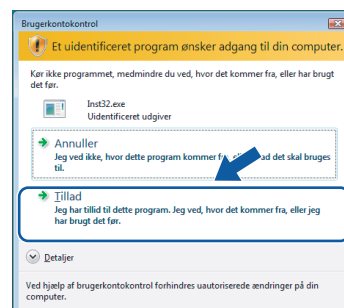 Brugerkontokontrol
Et uidentificeret program ønsker adgang til din computer.
Kør ikke programmet, medmindre du ved, hvor det kommer fra, eller har brugt
det før.
Inst32.exe
Uidentificeret udgiver
Annuller
Jeg ved ikke, hvor dette program kommer ad det skal bruges
til.
Tillad
Jeg har tillid til dette program. Jeg ved, hvor det kommer fra, eller jeg
har brugt det før.
Detaljer
Ved hjælp af brugerkontokontrol forhindres uautoriserede ændringer på din
computer.